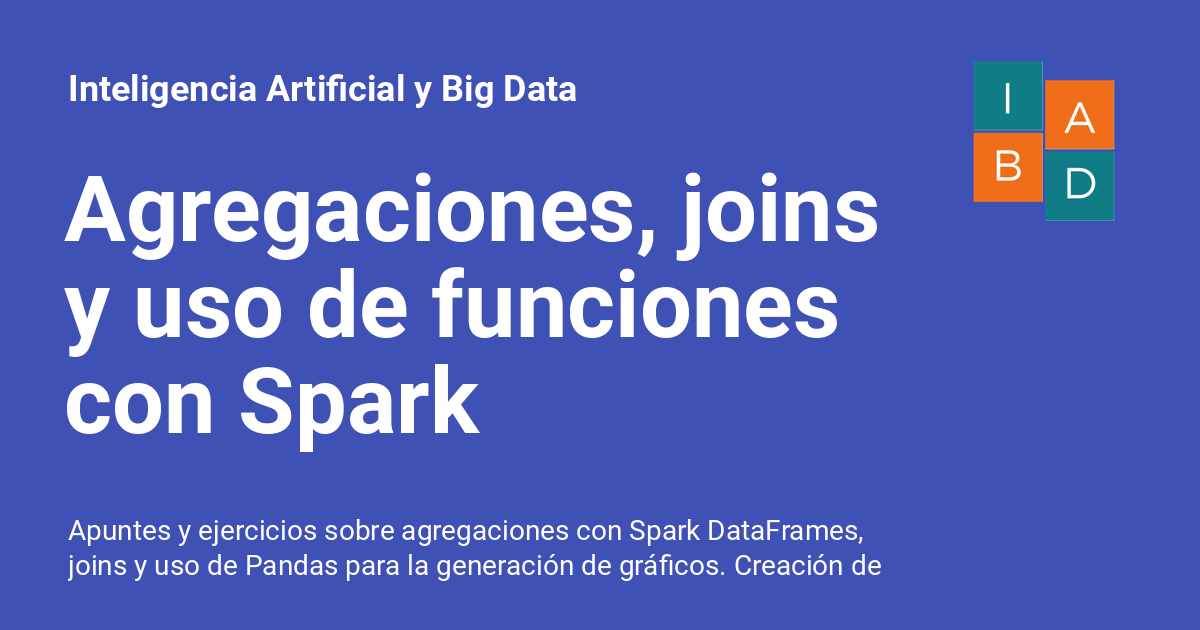 Inteligencia Artificial y Big Data
I
A
B
D
Agregaciones, joins
y uso de funciones
con Spark
Apuntes y ejercicios sobre agregaciones con Spark DataFrames,
joins y uso de Pandas para la generación de gráficos. Creación de